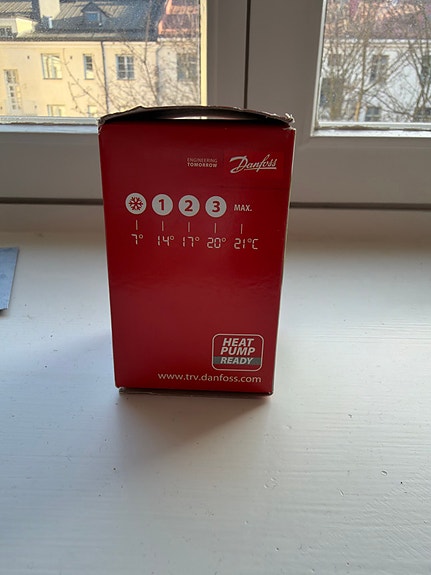 ENGINEERING
TOMORROW
Danfoss
1 2 3 MAX.
7° 14° 17° 20° 21°C
HEAT
PUMP
READY
www.trv.danfoss.com